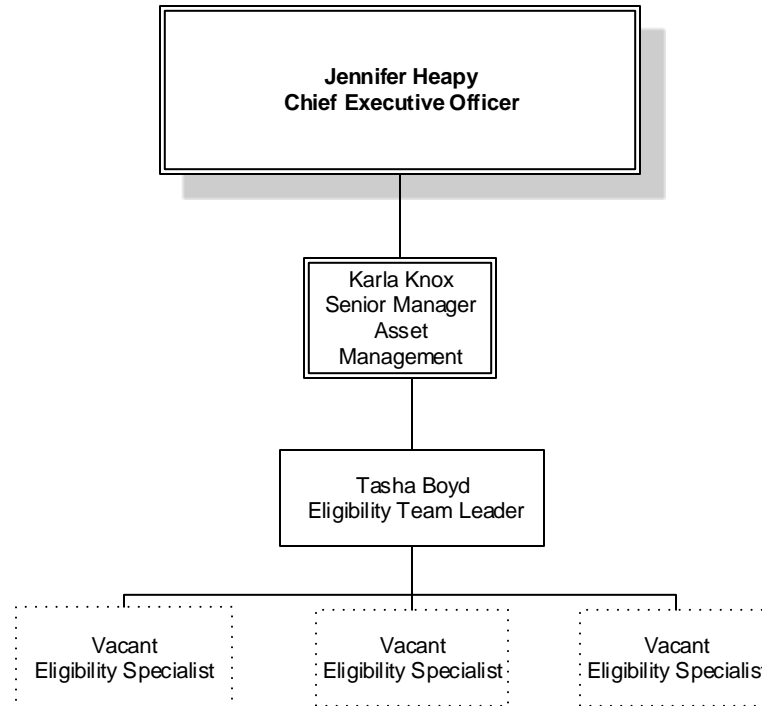 Jennifer Heapy
Chief Executive Officer
Karla Knox
Senior Manager
Asset
Management
Tasha Boyd
Eligibility Team Leader
Vacant
Eligibility Specialist
Vacant
Eligibility Specialist
Vacant
Eligibility Specialist